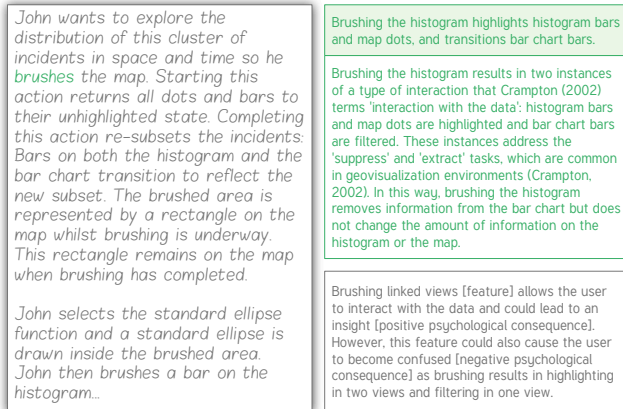 John wants to explore the
distribution of this cluster of
incidents in space and time so he
brushes the map. Starting this
action returns all dots and bars to
their unhighlighted state. Completing
this action re-subsets the incidents:
Bars on both the histogram and the
bar chart transition to reflect the
new subset. The brushed area is
represented by a rectangle on the
map whilst brushing is underway.
This rectangle remains on the map
when brushing has completed.
John selects the standard ellipse
function and a standard ellipse is
drawn inside the brushed area.
John then brushes a bar on the
histogram...
Brushing the histogram highlights histogram bars
and map dots, and transitions bar chart bars.
Brushing the histogram results in two instances
of a type of interaction that Crampton (2002)
terms 'interaction with the data': histogram bars
and map dots are highlighted and bar chart bars
are filtered. These instances address the
'suppress' and 'extract' tasks, which are common
in geovisualization environments (Crampton,
2002). In this way, brushing the histogram
removes information from the bar chart but does
not change the amount of information on the
histogram or the map.
Brushing linked views [feature] allows the user
to interact with the data and could lead to an
insight [positive psychological consequence].
However, this feature could also cause the user
to become confused [negative psychological
consequence] as brushing results in highlighting
in two views and filtering in one view.